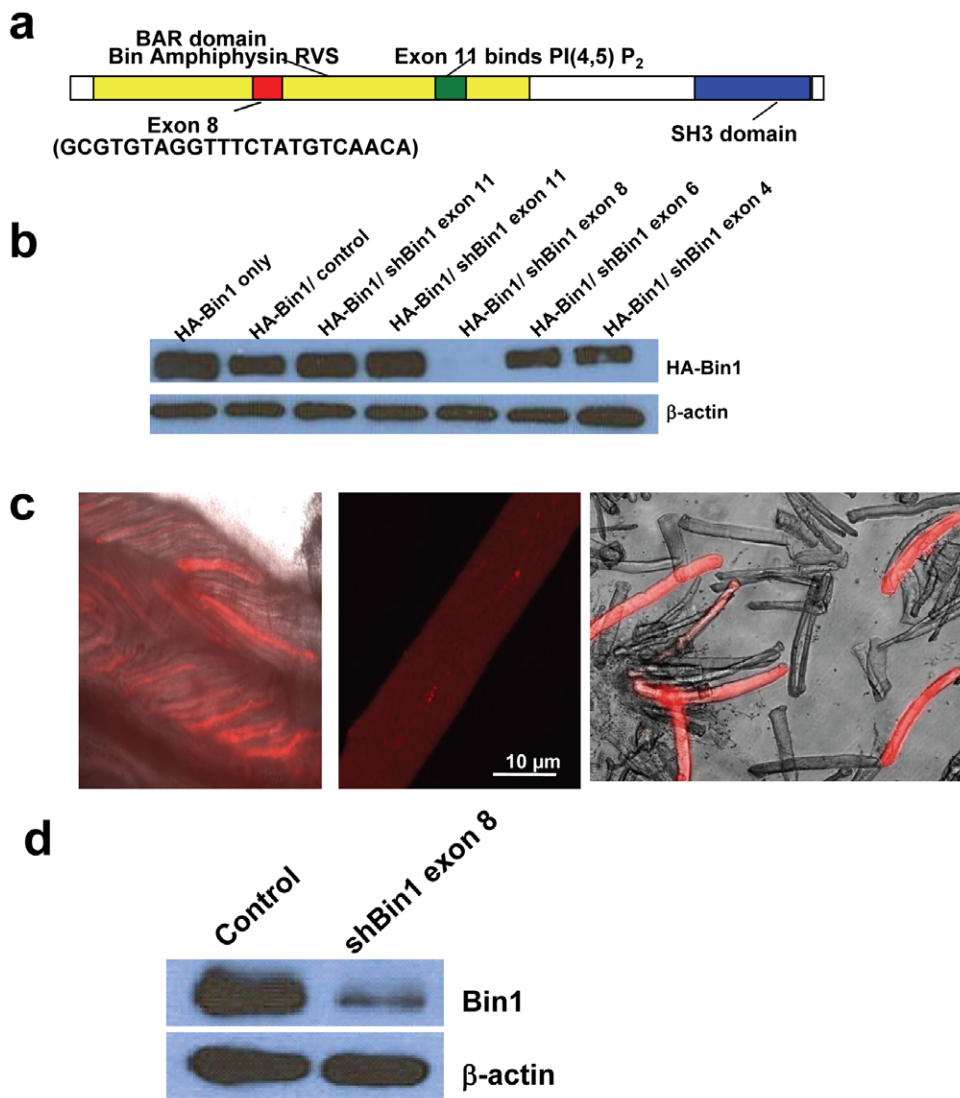 a
BAR domain
Bin Amphiphysin RVS
Exon 11 binds PI(4,5) P₂
Exon 8
(GCGTGTAGGTTTCTATGTCAACA)
SH3 domain
b
HA-Bin1 only
HA-Bin1/ control
HA-Bin1/ shBin1 exon 11
HA-Bin1/ shBin1 exon 11
HA-Bin1/ shBin1 exon 8
HA-Bin1/ shBin1 exon 6
HA-Bin1/ shBin1 exon 4
HA-Bin1
β-actin
c
10 µm
d
Control
shBin1 exon 8
Bin1
β-actin